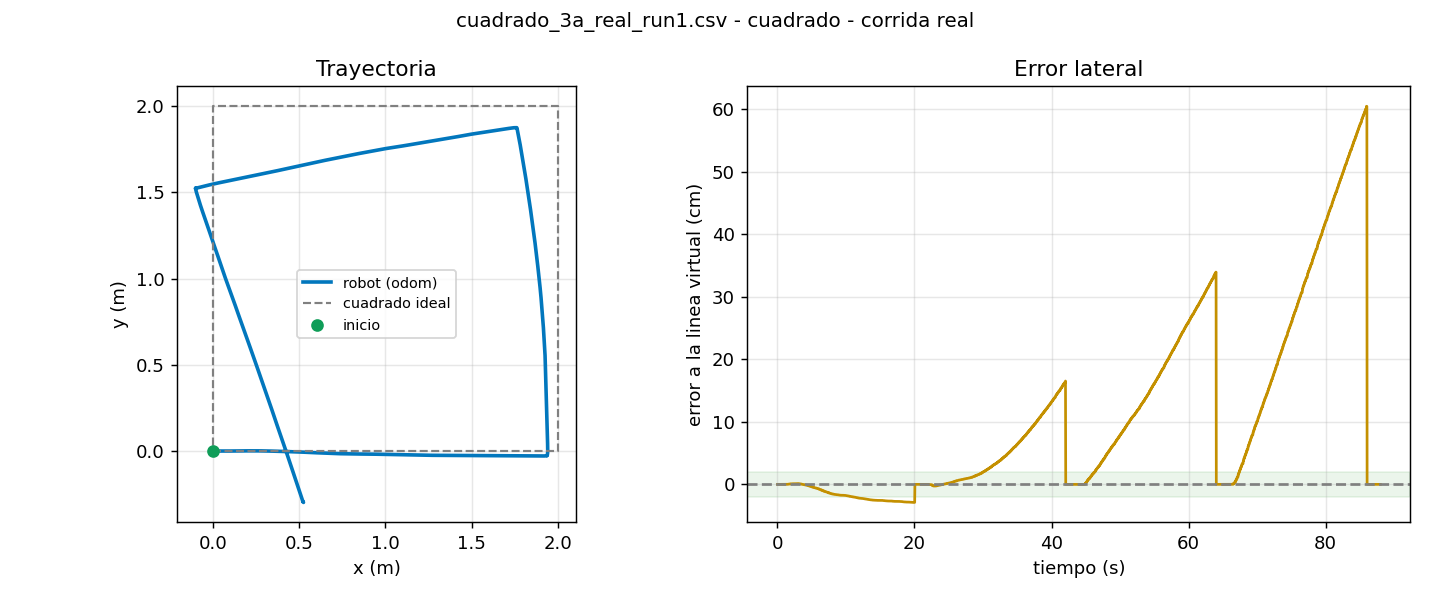 cuadrado_3a_real_run1.csv - cuadrado - corrida real
Trayectoria
2.0
1.5
1.0
0.5
0.0
y (m)
robot (odom)
cuadrado ideal
inicio
0.0 0.5 1.0 1.5 2.0
x (m)
Error lateral
60
50
40
30
20
10
0
error a la linea virtual (cm)
0 20 40 60 80
tiempo (s)